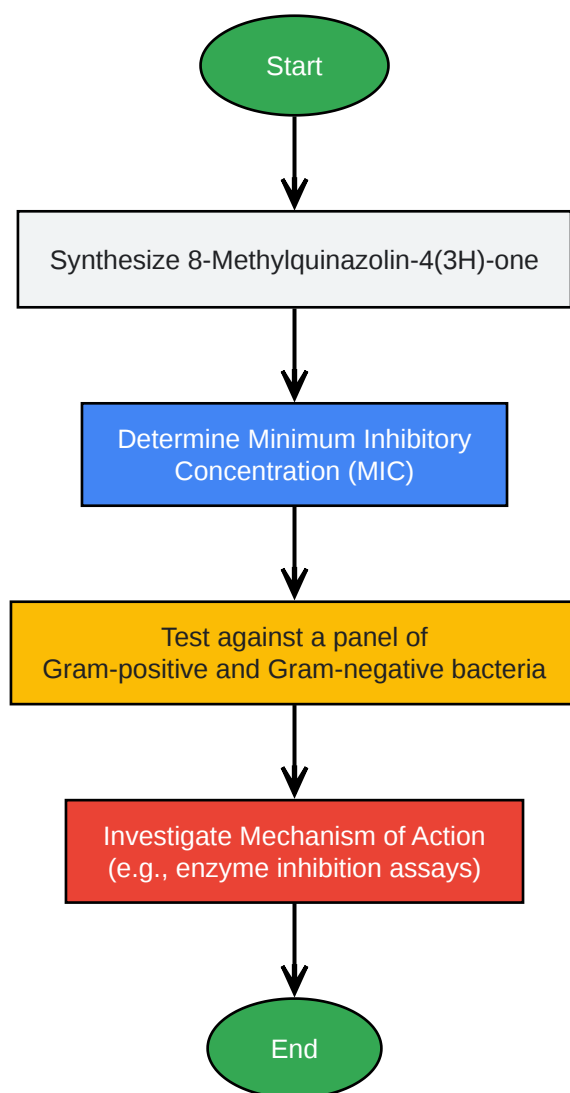 Start
Synthesize 8-Methylquinazolin-4(3H)-one
Determine Minimum Inhibitory
Concentration (MIC)
Test against a panel of
Gram-positive and Gram-negative bacteria
Investigate Mechanism of Action
(e.g., enzyme inhibition assays)
End